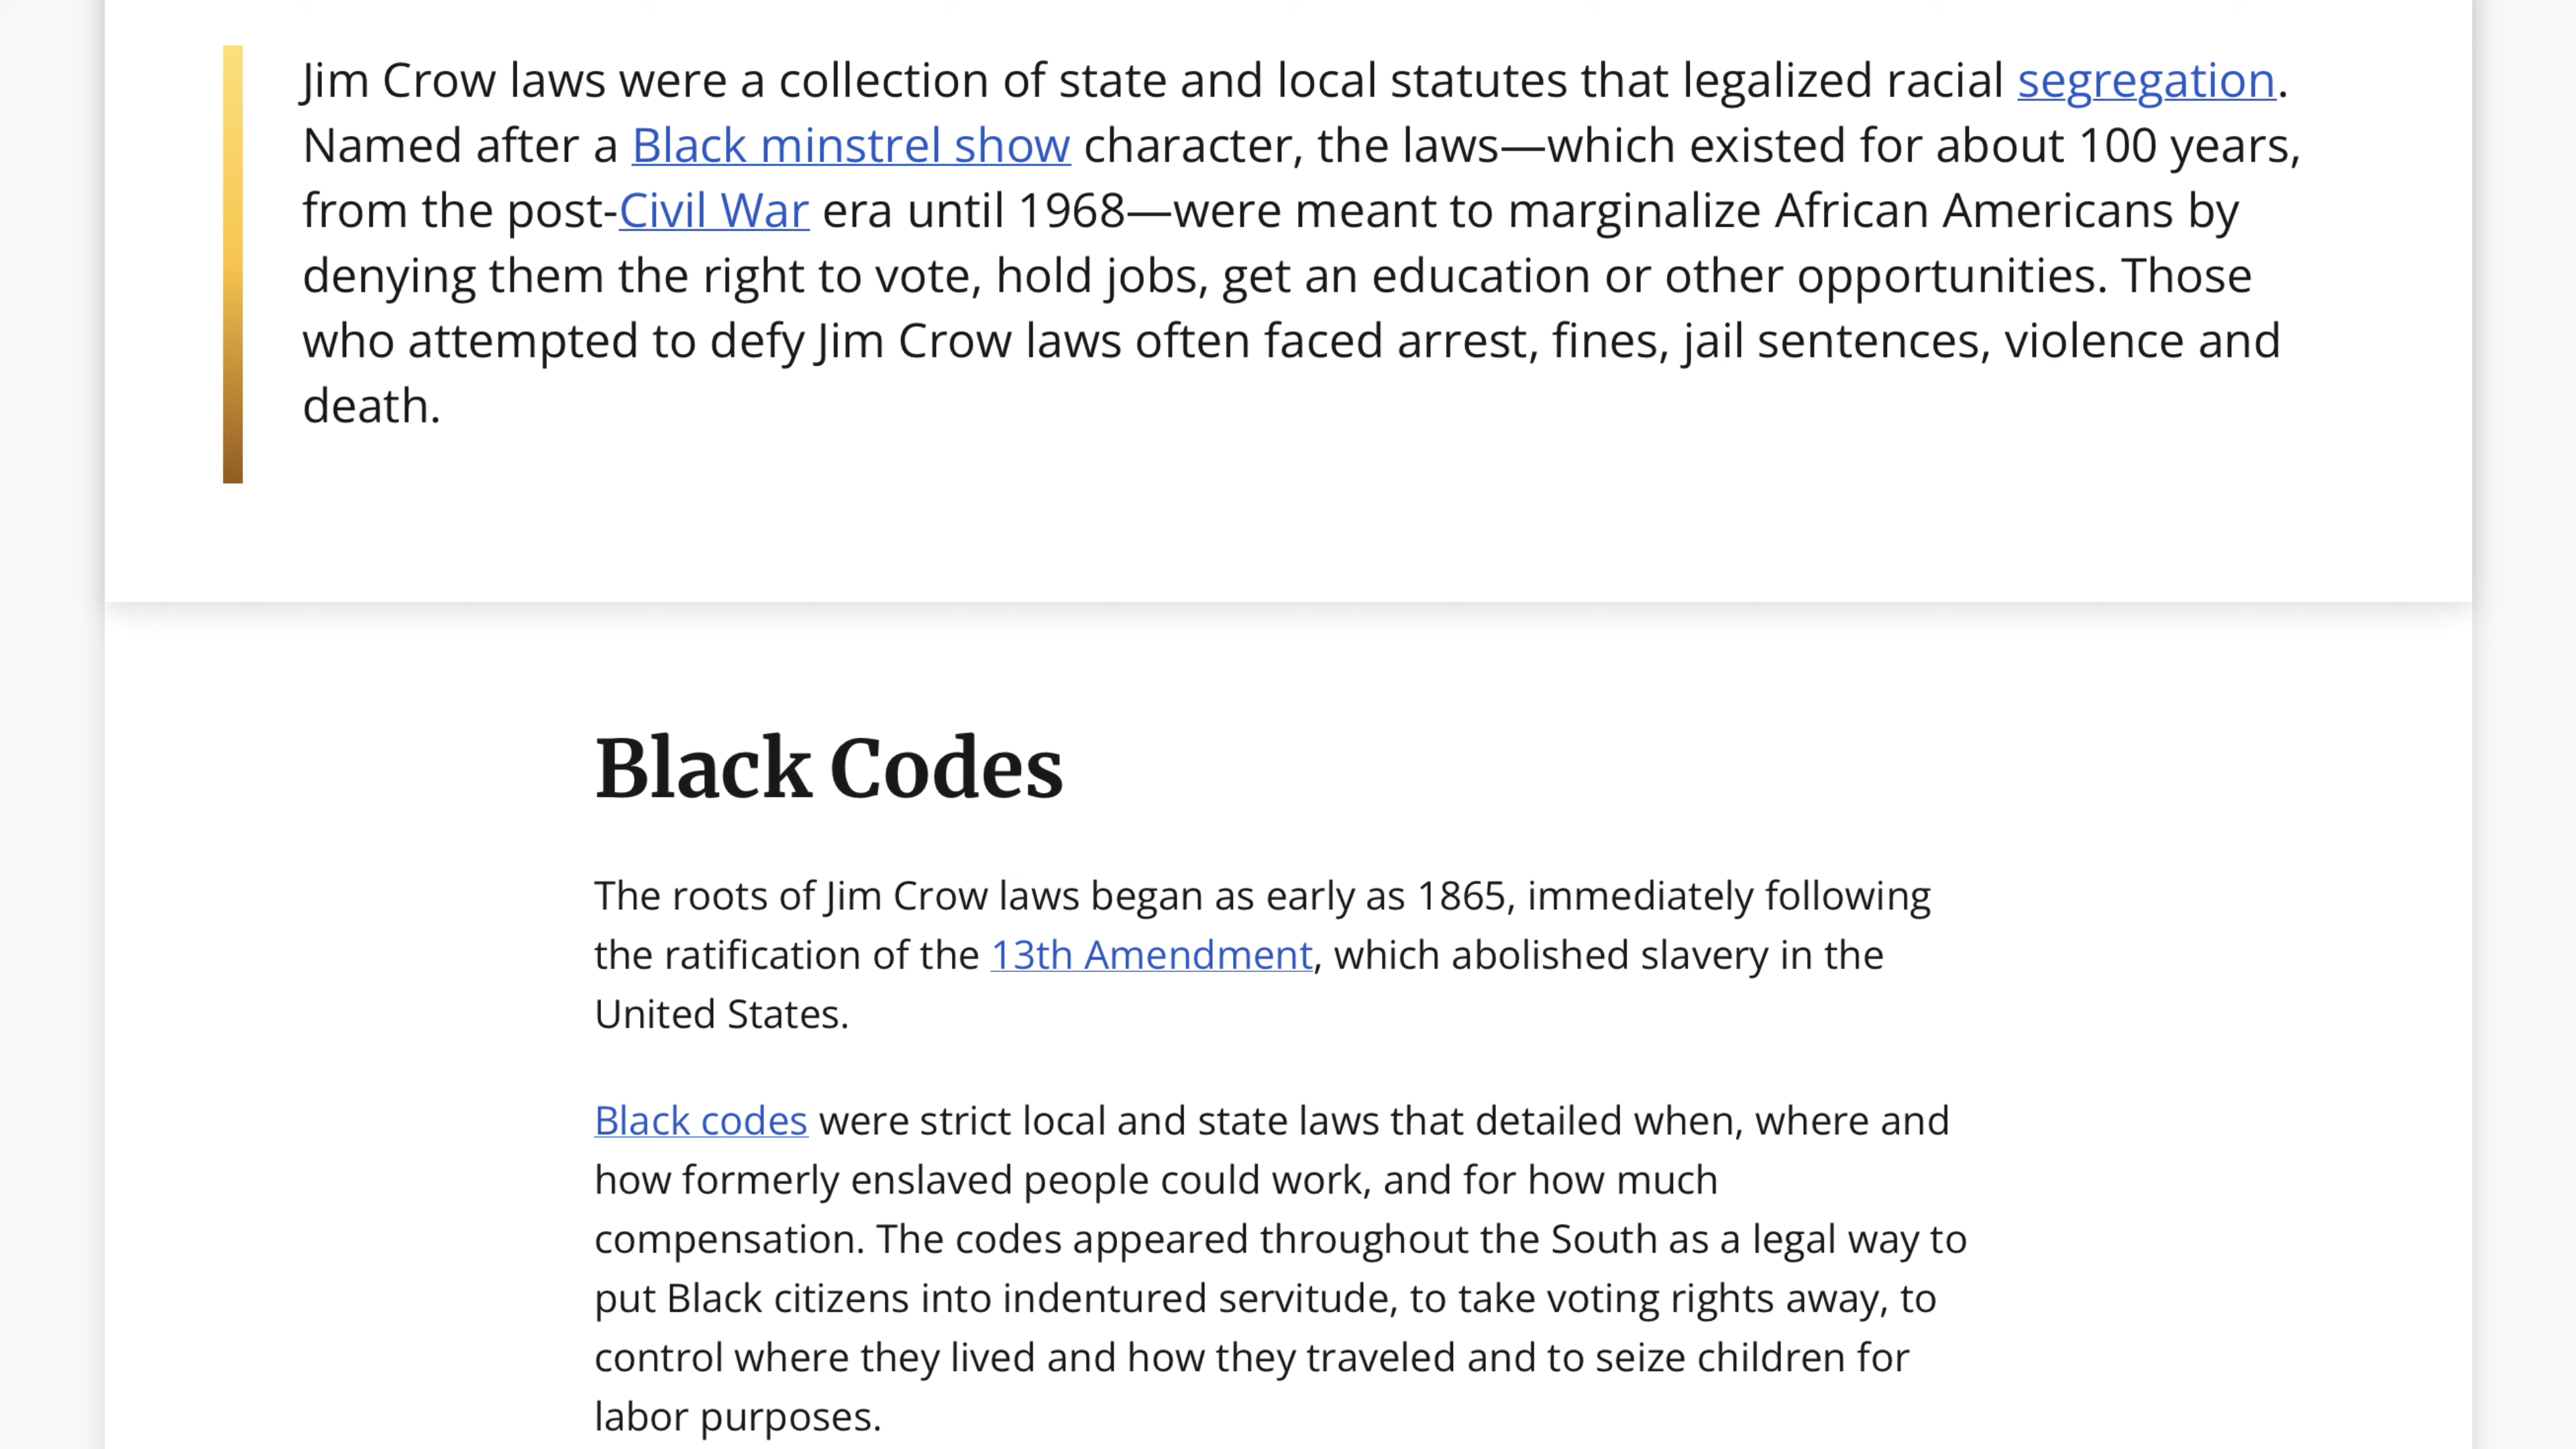 Jim Crow laws were a collection of state and local statutes that legalized racial segregation.
Named after a Black minstrel show character, the laws—which existed for about 100 years,
from the post-Civil War era until 1968—were meant to marginalize African Americans by
denying them the right to vote, hold jobs, get an education or other opportunities. Those
who attempted to defy Jim Crow laws often faced arrest, fines, jail sentences, violence and
death.
Black Codes
The roots of Jim Crow laws began as early as 1865, immediately following
the ratification of the 13th Amendment, which abolished slavery in the
United States.
Black codes were strict local and state laws that detailed when, where and
how formerly enslaved people could work, and for how much
compensation. The codes appeared throughout the South as a legal way to
put Black citizens into indentured servitude, to take voting rights away, to
control where they lived and how they traveled and to seize children for
labor purposes.